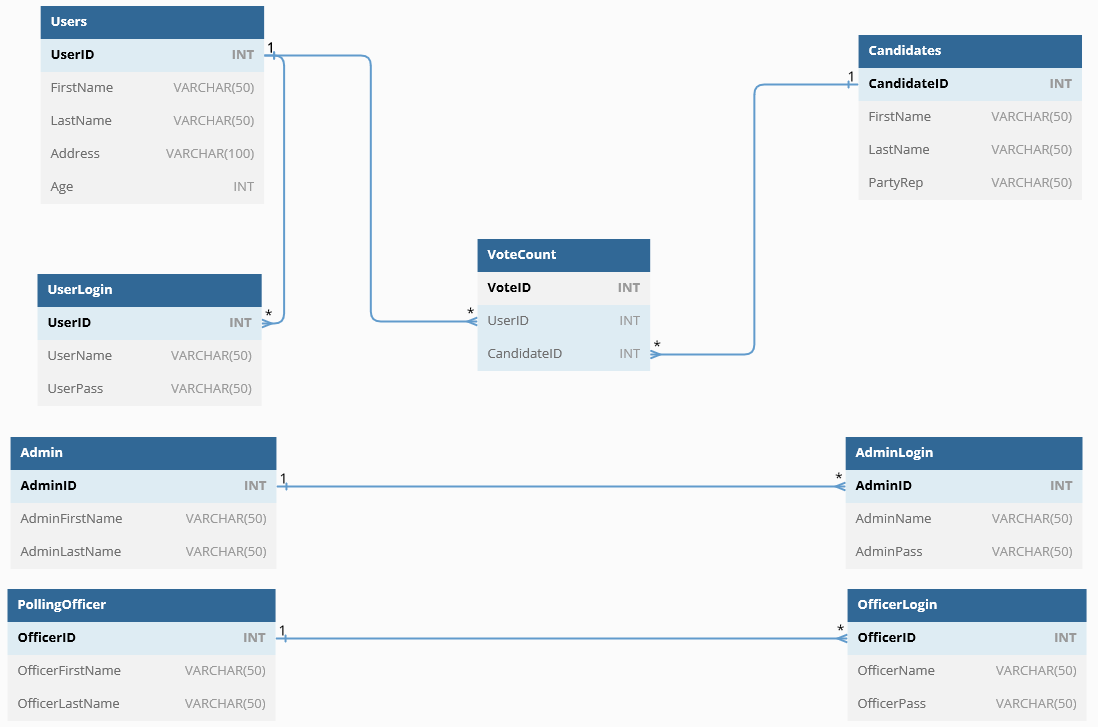 Users
UserID INT
FirstName VARCHAR(50)
LastName VARCHAR(50)
Address VARCHAR(100)
Age INT
1
Candidates
CandidateID INT
FirstName VARCHAR(50)
LastName VARCHAR(50)
PartyRep VARCHAR(50)
1
UserLogin
UserID INT
UserName VARCHAR(50)
UserPass VARCHAR(50)
*
VoteCount
VoteID INT
* UserID INT
CandidateID INT *
Admin
AdminID INT
AdminFirstName VARCHAR(50)
AdminLastName VARCHAR(50)
1
*
AdminLogin
AdminID INT
AdminName VARCHAR(50)
AdminPass VARCHAR(50)
PollingOfficer
OfficerID INT
OfficerFirstName VARCHAR(50)
OfficerLastName VARCHAR(50)
1
*
OfficerLogin
OfficerID INT
OfficerName VARCHAR(50)
OfficerPass VARCHAR(50)